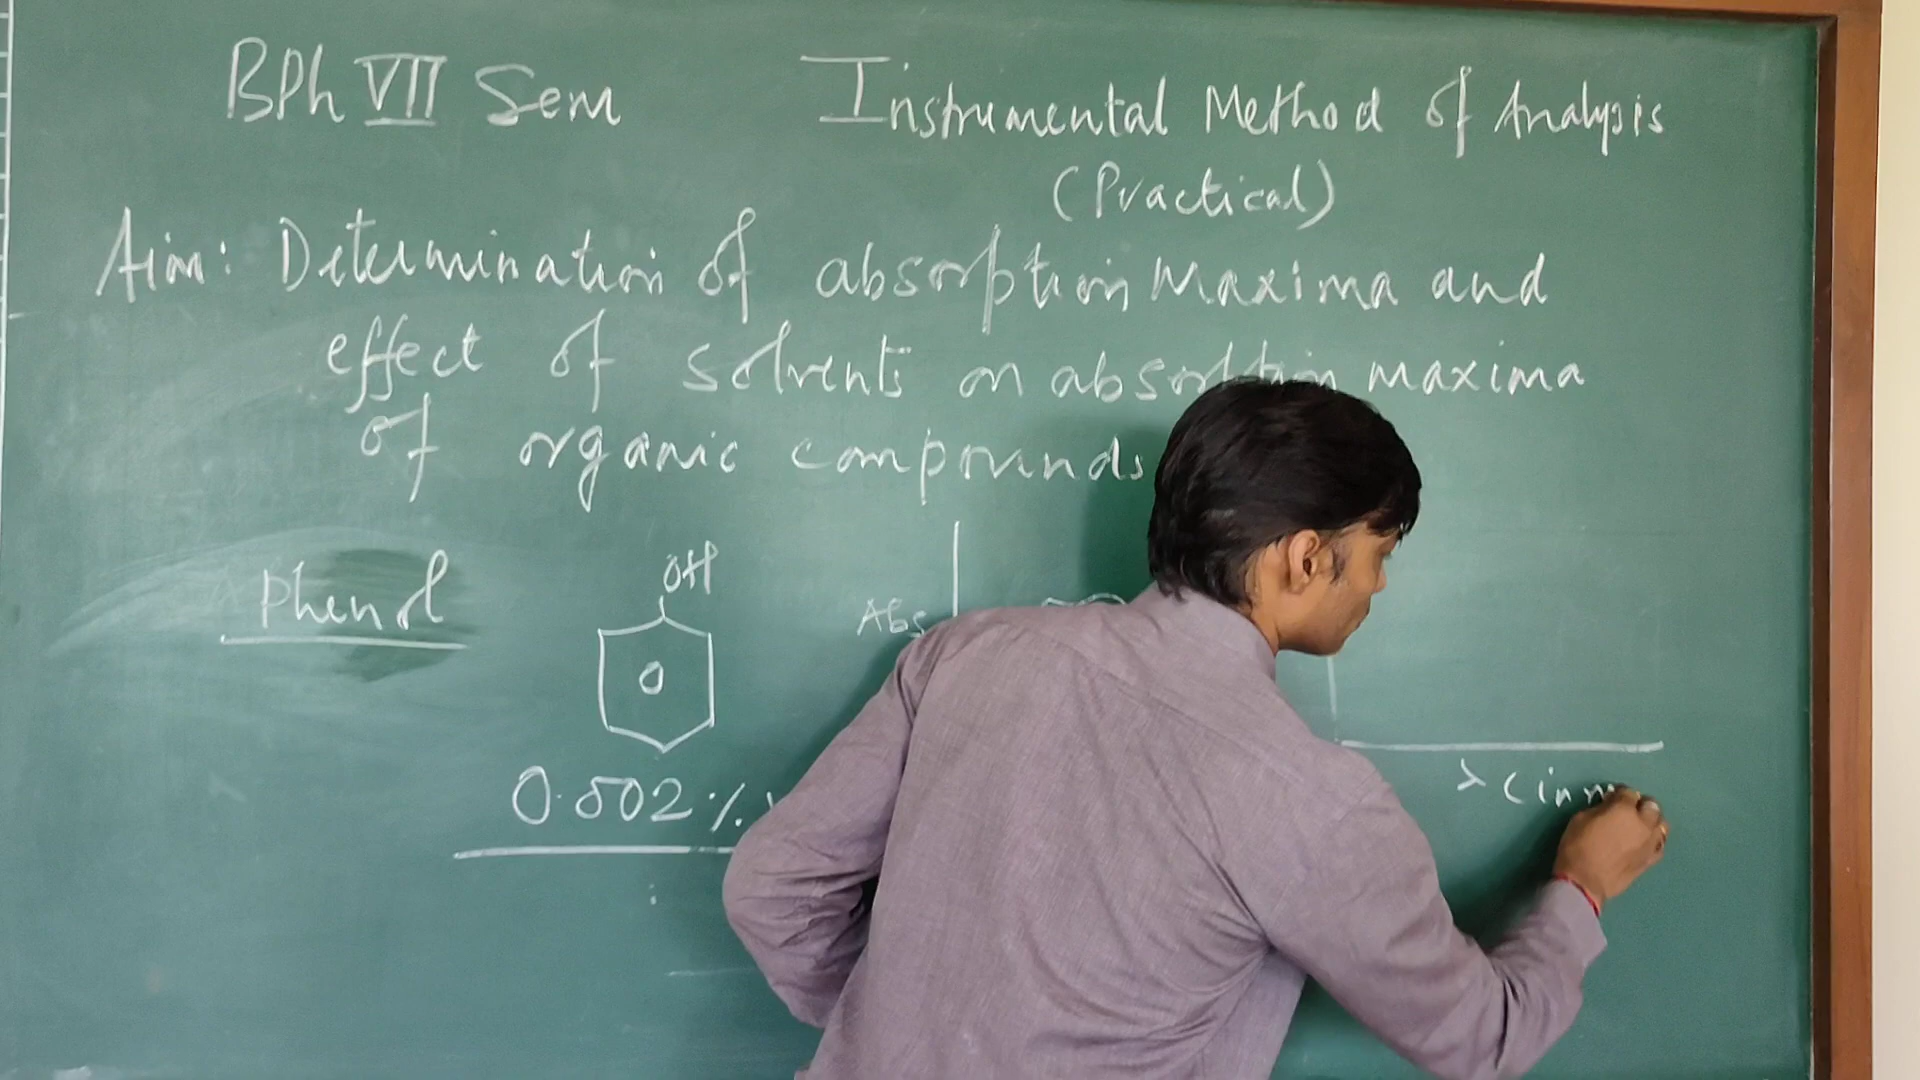 BPh VII Sem
Instrumental Method of Analysis
(Practical)
Aim: Determination of absorption Maxima and
effect of solvents on absorption maxima
of organic compounds
Phenol
OH
Abs
0.002%
λ (in n